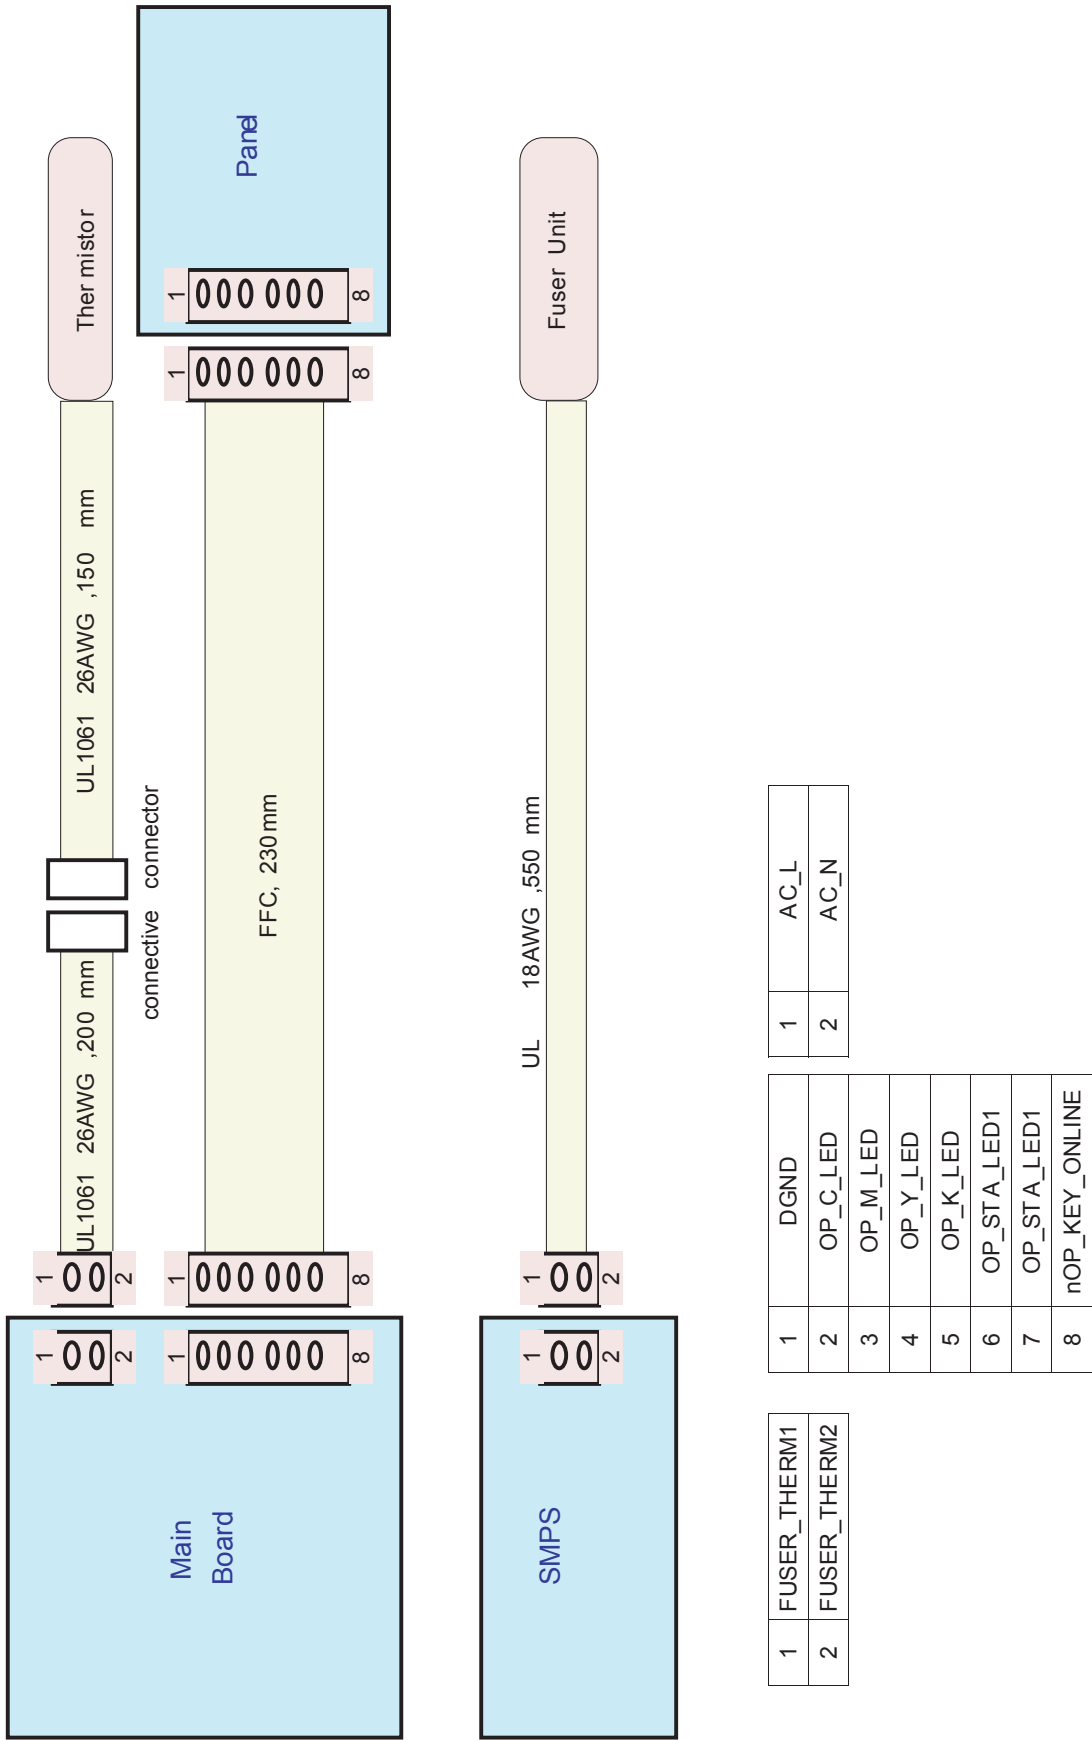 Thermistor
UL1061 26AWG ,150 mm
connective connector
UL1061 26AWG ,200 mm
1
2
1
2
Main
Board
Panel
1
8
1
8
FFC, 230mm
1
8
1
8
Fuser Unit
UL 18AWG ,550 mm
1
2
1
2
SMPS
1 FUSER_THERM1
2 FUSER_THERM2
1 DGND
2 OP_C_LED
3 OP_M_LED
4 OP_Y_LED
5 OP_K_LED
6 OP_STA_LED1
7 OP_STA_LED1
8 nOP_KEY_ONLINE
1 AC_L
2 AC_N